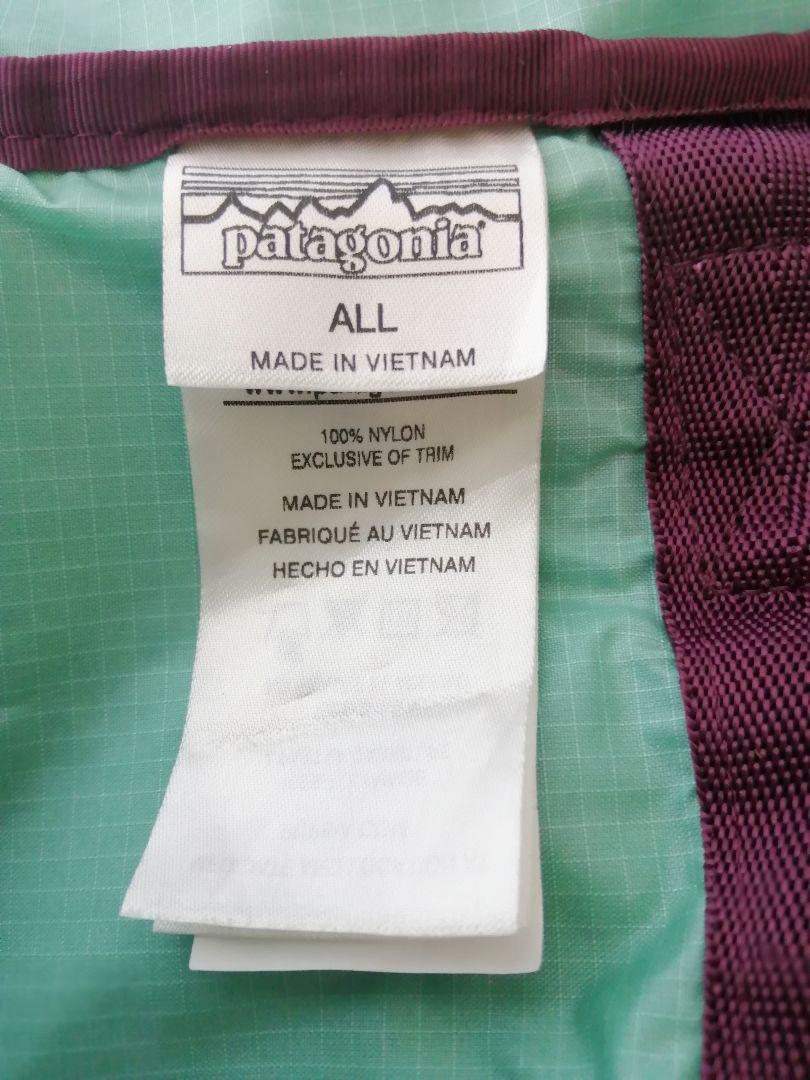 patagonia
ALL
MADE IN VIETNAM
100% NYLON
EXCLUSIVE OF TRIM
MADE IN VIETNAM
FABRIQUÉ AU VIETNAM
HECHO EN VIETNAM